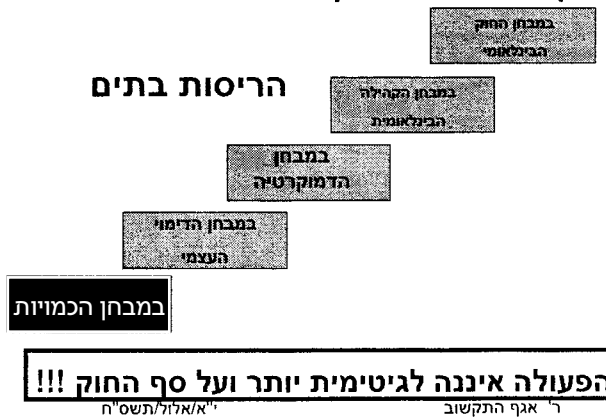 במבחן החוק
הבינלאומי
הריסות בתים
במבחן הקהילה
הבינלאומית
במבחן
הדמוקרטיה
במבחן הדימוי
העצמי
במבחן הכמויות
הפעולה איננה לגיטימית יותר ועל סף החוק !!!
ר' אגף התקשוב
י"א/אלול/תשס"ח